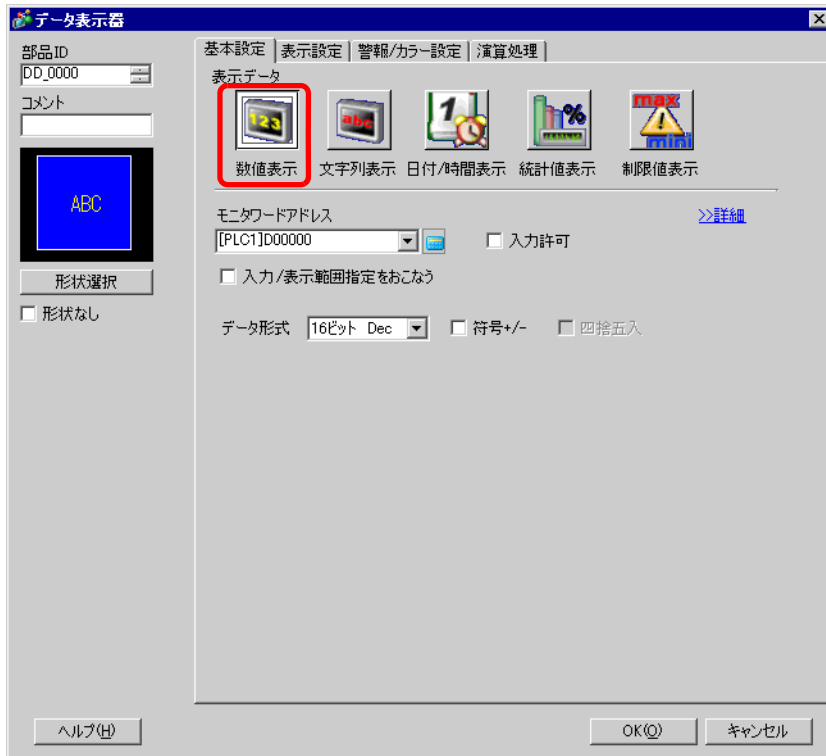 データ表示器
部品ID
DD_0000
コメント
ABC
形状選択
形状なし
基本設定 表示設定 警報/カラー設定 演算処理
表示データ
123 abc 1 % max mini
数値表示 文字列表示 日付/時間表示 統計値表示 制限値表示
モニタワードアドレス >>詳細
[PLC1]D00000 入力許可
入力/表示範囲指定をおこなう
データ形式 16ビット Dec 符号+/- 四捨五入
ヘルプ(H) OK(O) キャンセル